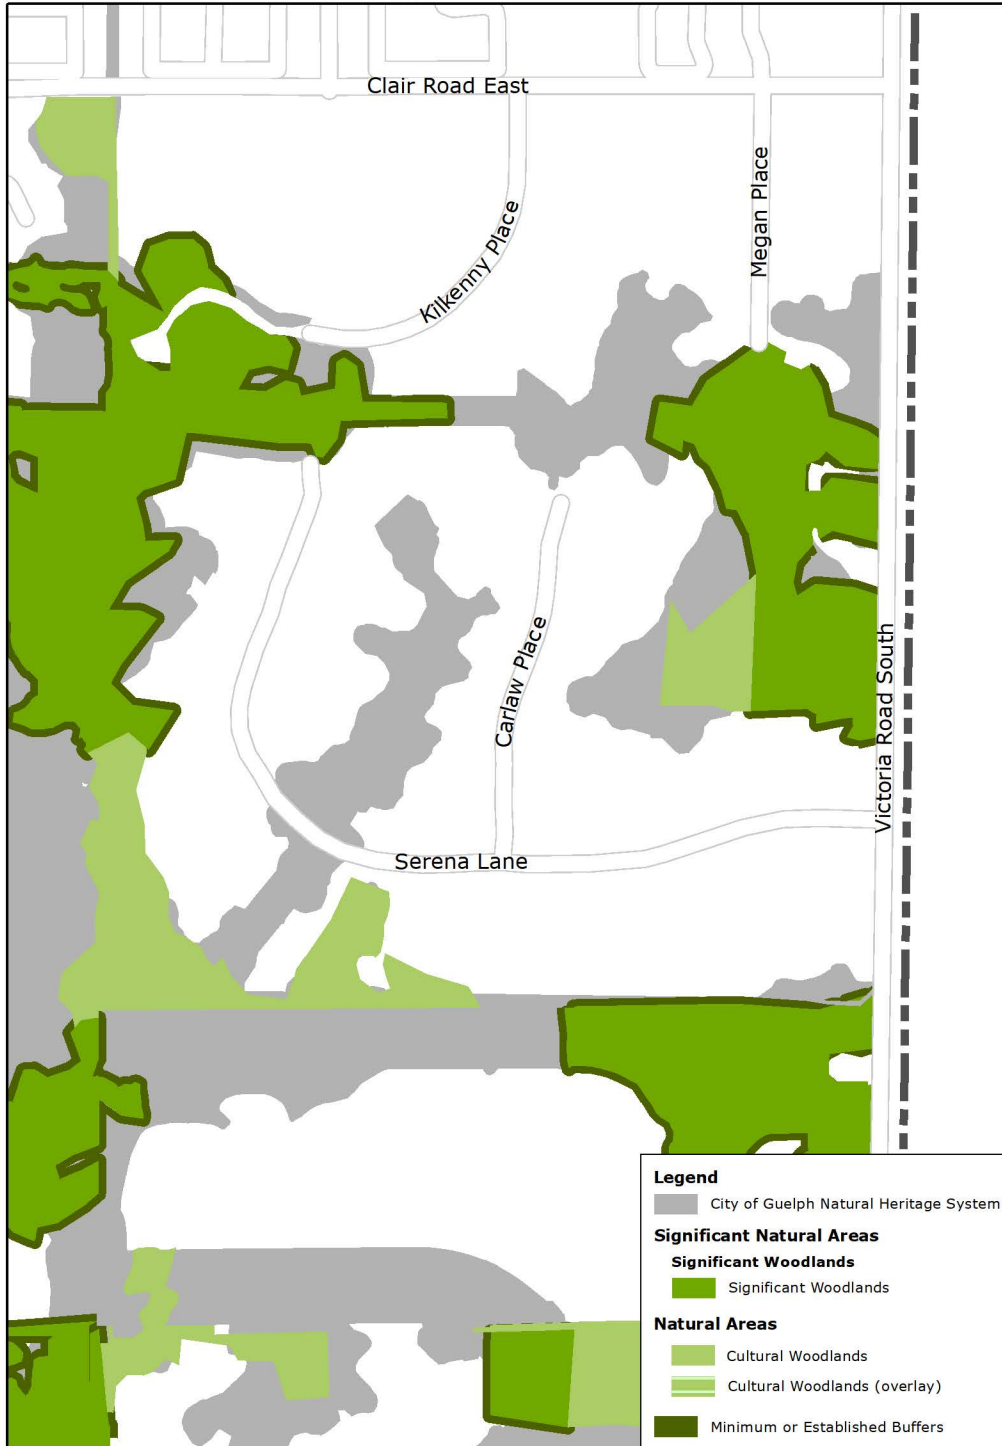 Clair Road East
Megan Place
Kilkenny Place
Carlaw Place
Victoria Road South
Serena Lane
Legend
City of Guelph Natural Heritage System
Significant Natural Areas
Significant Woodlands
Significant Woodlands
Natural Areas
Cultural Woodlands
Cultural Woodlands (overlay)
Minimum or Established Buffers